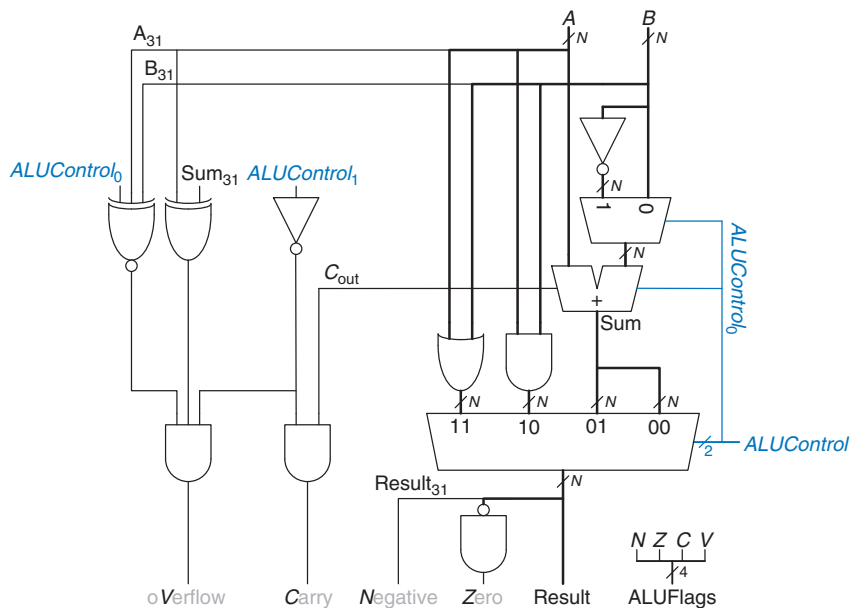 A B
N N
A31
B31
ALUControl0 Sum31 ALUControl1
N
1 0
N
ALUControl0
Cout
+
Sum
N N N N
11 10 01 00
2 ALUControl
Result31 N
N Z C V
4
oVerflow Carry Negative Zero Result ALUFlags